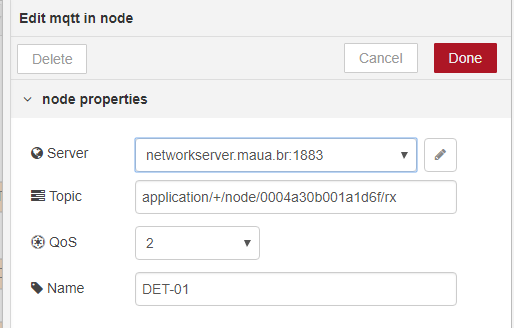 Edit mqtt in node
Delete
Cancel
Done
node properties
Server
networkserver.maua.br:1883
Topic
application/+/node/0004a30b001a1d6f/rx
QoS
2
Name
DET-01